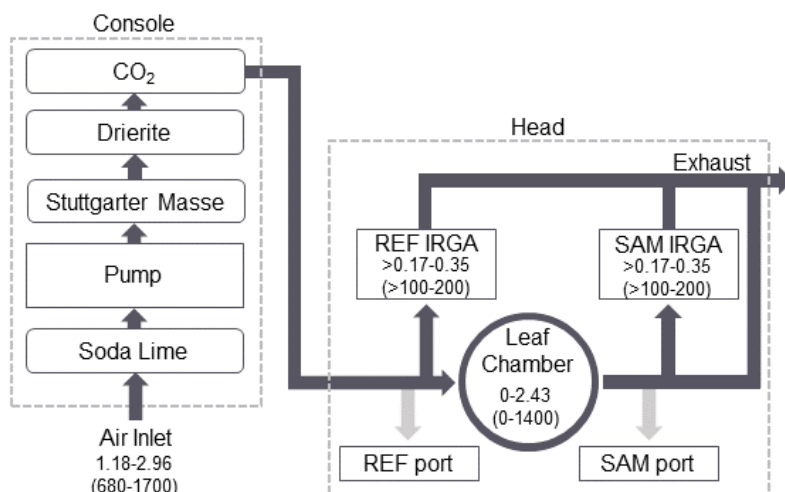 Console
CO₂
Drierite
Stuttgarter Masse
Pump
Soda Lime
Air Inlet
1.18-2.96
(680-1700)
Head
Exhaust
REF IRGA
>0.17-0.35
(>100-200)
SAM IRGA
>0.17-0.35
(>100-200)
Leaf
Chamber
0-2.43
(0-1400)
REF port
SAM port